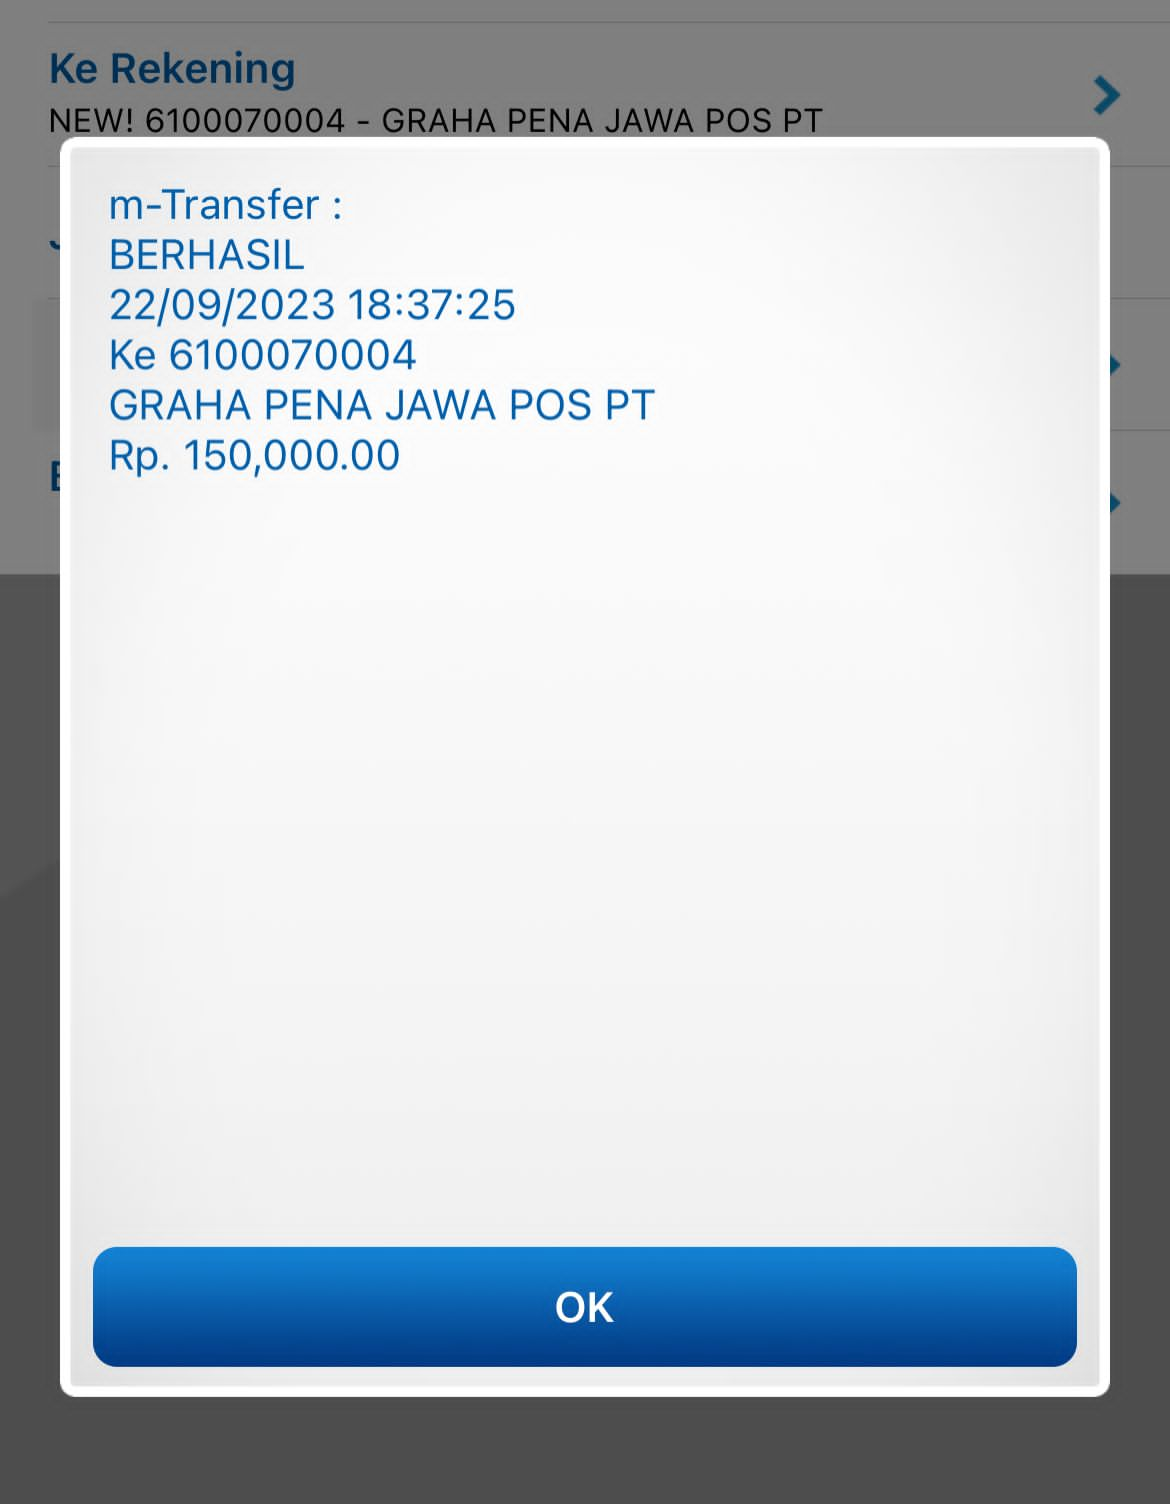 Ke Rekening
NEW! 6100070004 - GRAHA PENA JAWA POS PT
m-Transfer :
BERHASIL
22/09/2023 18:37:25
Ke 6100070004
GRAHA PENA JAWA POS PT
Rp. 150,000.00
OK